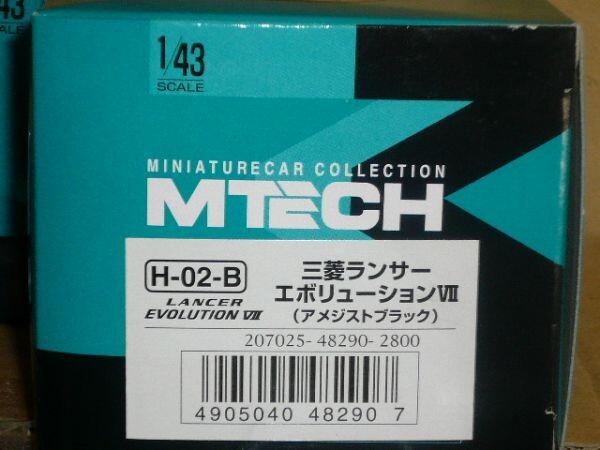 43
SCALE
1/43
SCALE
MINIATURECAR COLLECTION
MTECH
H-02-B
三菱ランサー
LANCER
エボリューションⅦ
EVOLUTION Ⅶ
(アメジストブラック)
207025-48290-2800
4905040 48290 7